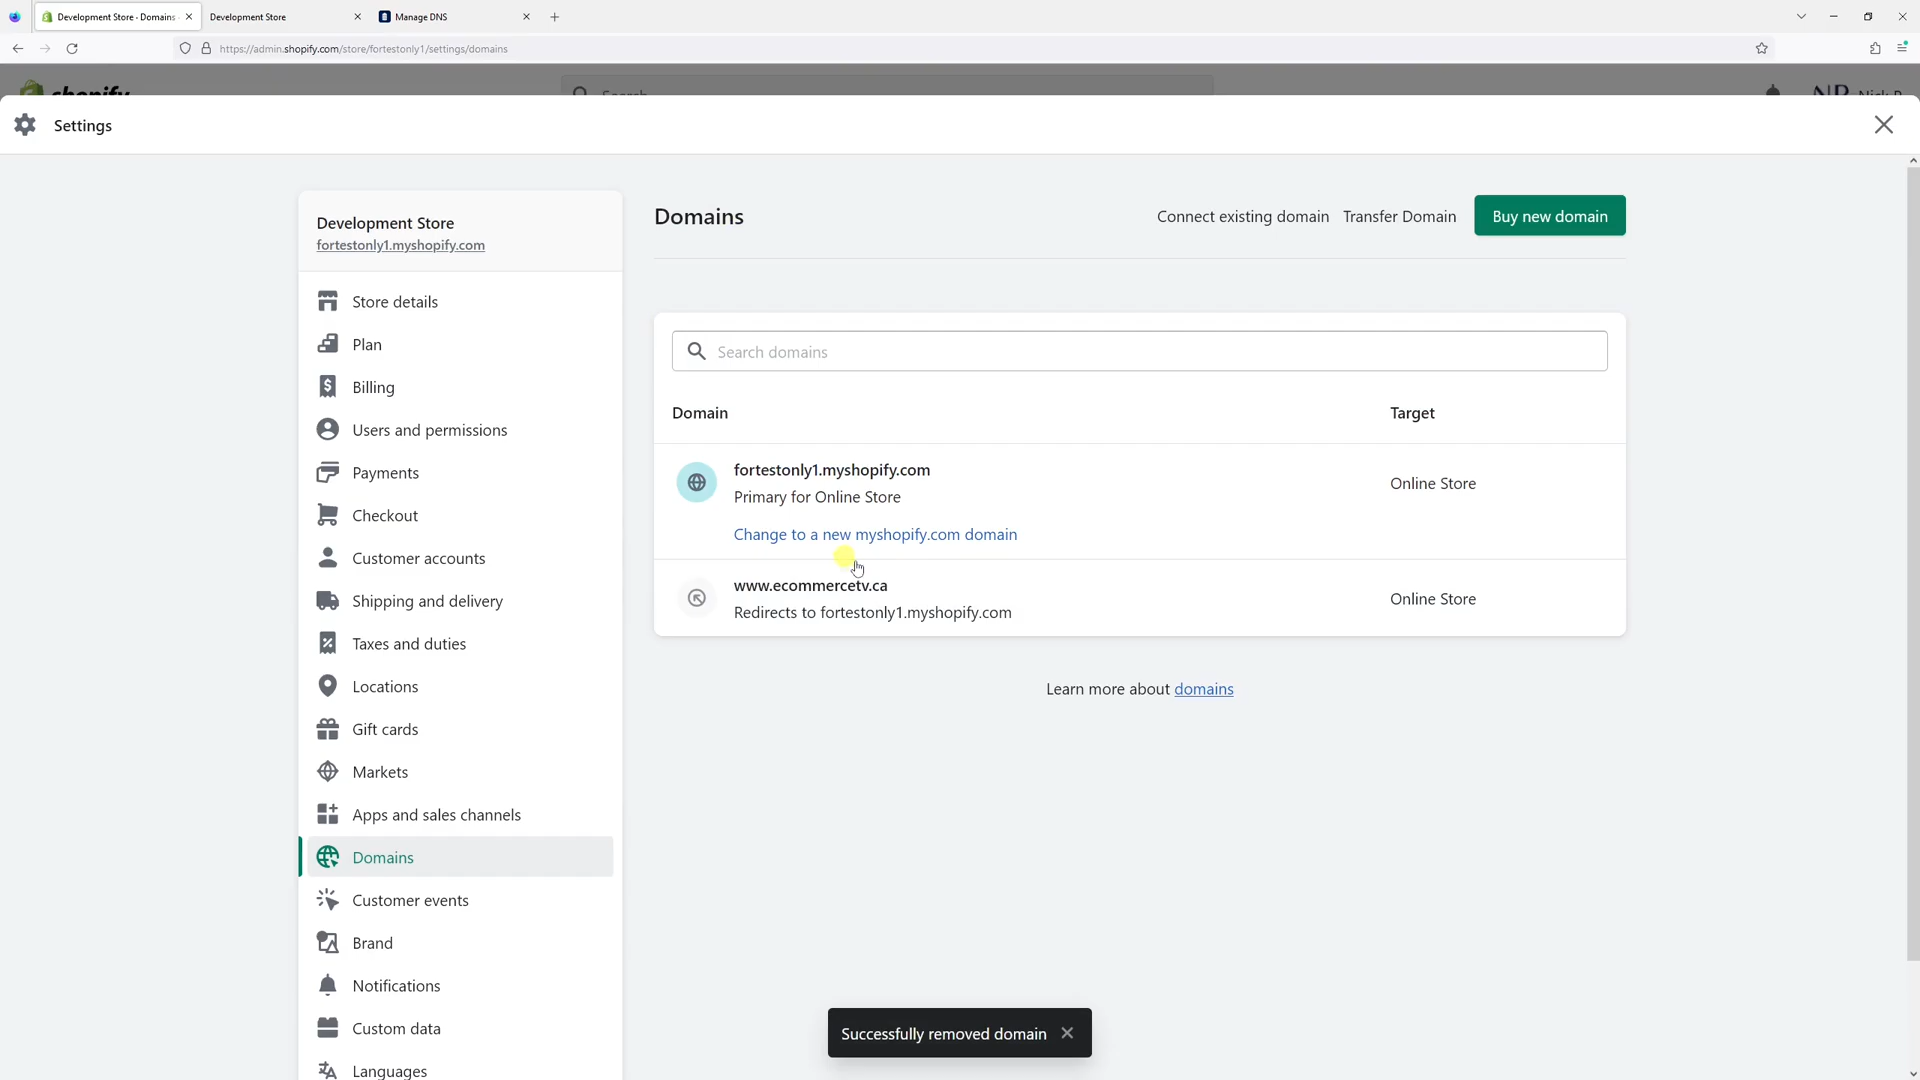 Development Store · Domains
Development Store
Manage DNS
https://admin.shopify.com/store/fortestonly1/settings/domains
shopify
Search
Nick P
Settings
Development Store
fortestonly1.myshopify.com
Store details
Plan
Billing
Users and permissions
Payments
Checkout
Customer accounts
Shipping and delivery
Taxes and duties
Locations
Gift cards
Markets
Apps and sales channels
Domains
Customer events
Brand
Notifications
Custom data
Languages
Domains
Connect existing domain
Transfer Domain
Buy new domain
Search domains
Domain
Target
fortestonly1.myshopify.com
Primary for Online Store
Online Store
Change to a new myshopify.com domain
www.ecommercetv.ca
Redirects to fortestonly1.myshopify.com
Online Store
Learn more about domains
Successfully removed domain